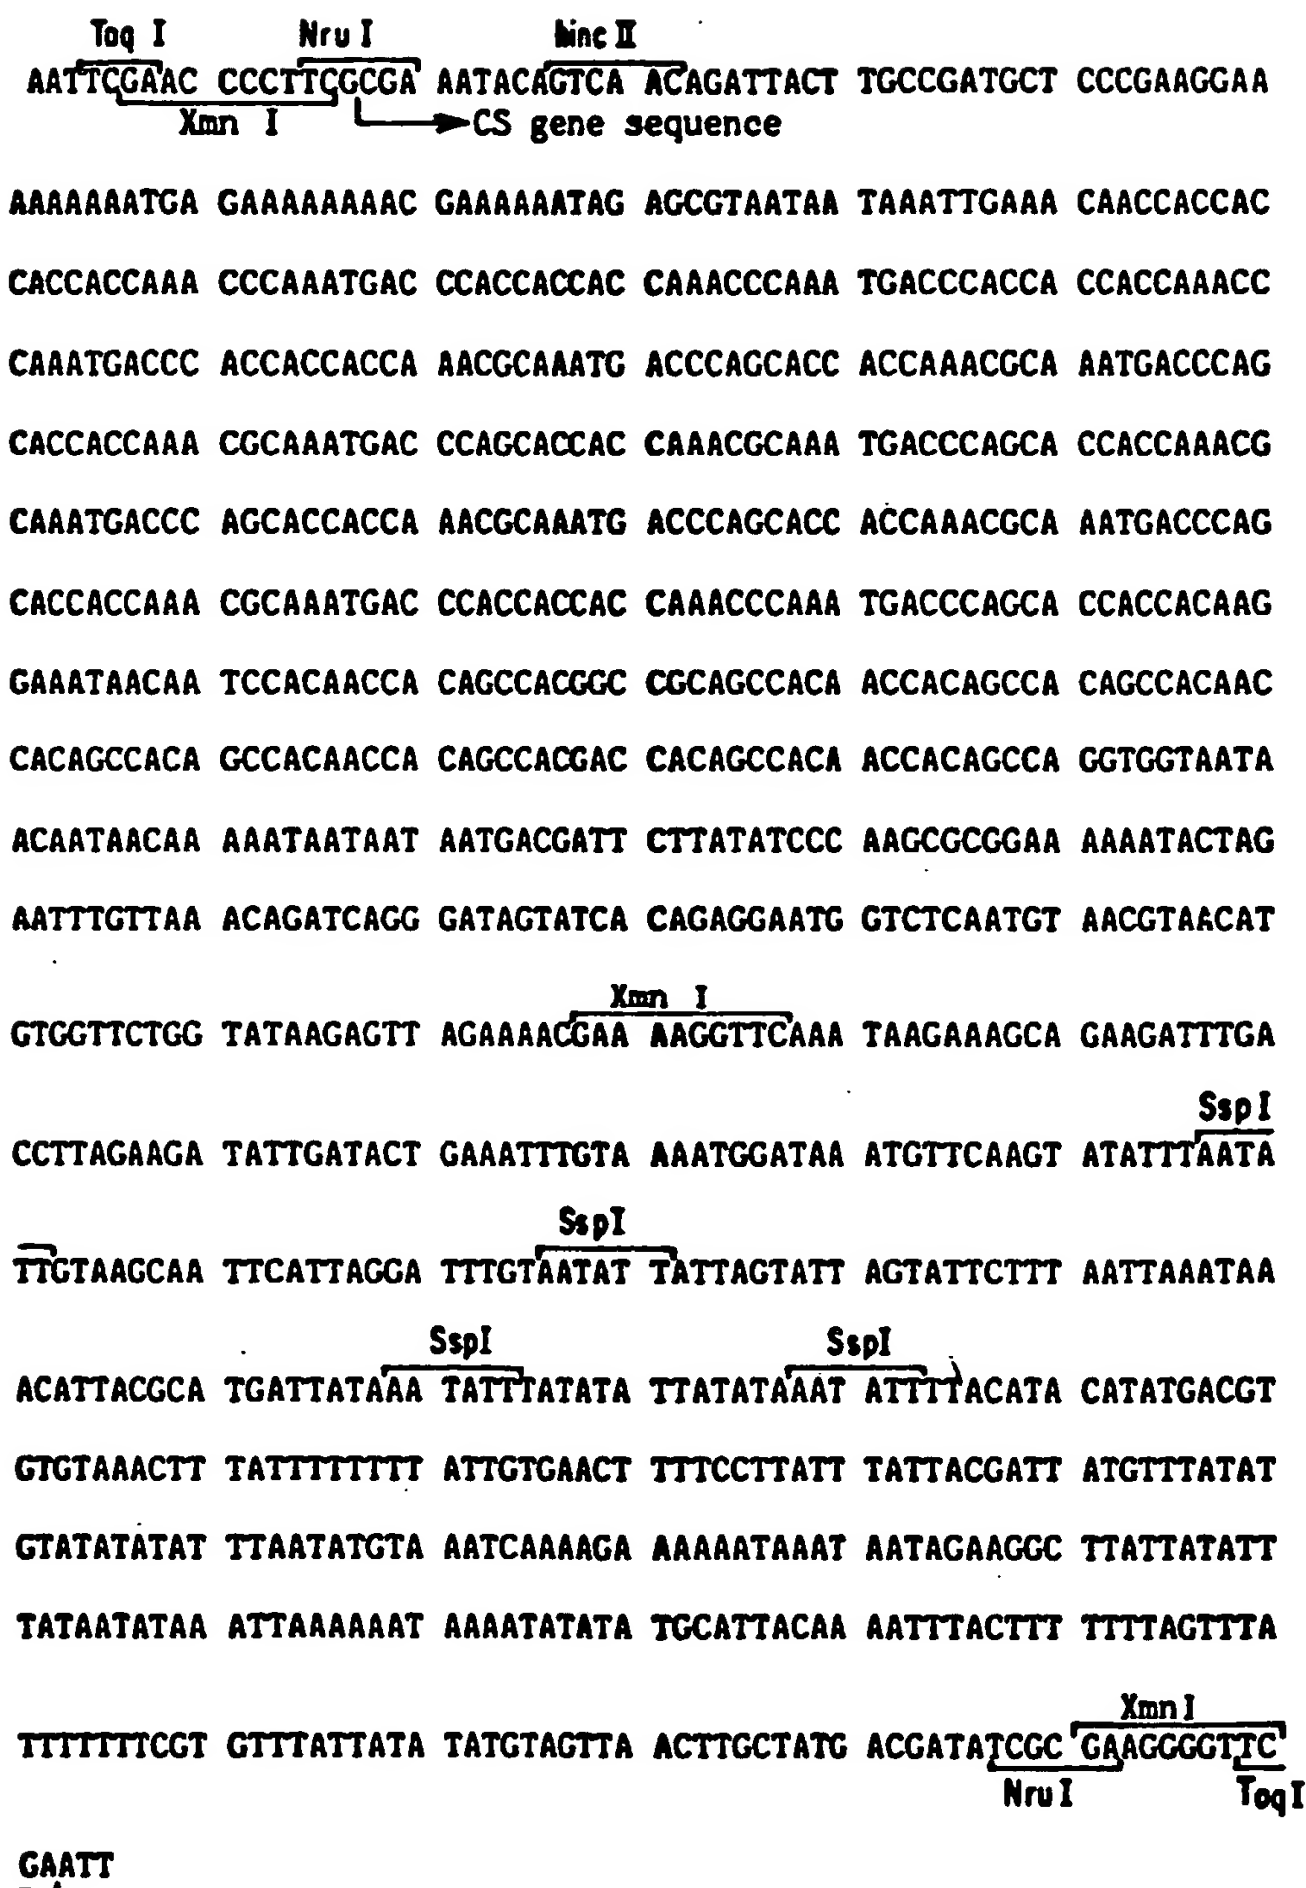 Taq I NruI hinc II
AATTCGAAC CCCTTCGCGA AATACAGTCA ACAGATTACT TGCCGATGCT CCCGAAGGAA
Xmn I CS gene sequence
AAAAAAATGA GAAAAAAAAC GAAAAAATAG AGCGTAATAA TAAATTGAAA CAACCACCAC
CACCACCAAA CCCAAATGAC CCACCACCAC CAAACCCAAA TGACCCACCA CCACCAAACC
CAAATGACCC ACCACCACCA AACGCAAATG ACCCAGCACC ACCAAACGCA AATGACCCAG
CACCACCAAA CGCAAATGAC CCAGCACCAC CAAACGCAAA TGACCCAGCA CCACCAAACG
CAAATGACCC AGCACCACCA AACGCAAATG ACCCAGCACC ACCAAACGCA AATGACCCAG
CACCACCAAA CGCAAATGAC CCACCACCAC CAAACCCAAA TGACCCAGCA CCACCACAAG
GAAATAACAA TCCACAACCA CAGCCACGGC CGCAGCCACA ACCACAGCCA CAGCCACAAC
CACAGCCACA GCCACAACCA CAGCCACGAC CACAGCCACA ACCACAGCCA GGTGGTAATA
ACAATAACAA AAATAATAAT AATGACGATT CTTATATCCC AAGCGCGGAA AAAATACTAG
AATTTGTTAA ACAGATCAGG GATAGTATCA CAGAGGAATG GTCTCAATGT AACGTAACAT
Xmn I
GTGGTTCTGG TATAAGAGTT AGAAAACGAA AAGGTTCAAA TAAGAAAGCA GAAGATTTGA
SspI
CCTTAGAAGA TATTGATACT GAAATTTGTA AAATGGATAA ATGTTCAAGT ATATTTAATA
SspI
TTGTAAGCAA TTCATTAGGA TTTGTAATAT TATTAGTATT AGTATTCTTT AATTAAATAA
SspI SspI
ACATTACGCA TGATTATAAA TATTTATATA TTATATAAAT ATTTTACATA CATATGACGT
GTGTAAACTT TATTTTTTTT ATTGTGAACT TTTCCTTATT TATTACGATT ATGTTTATAT
GTATATATAT TTAATATGTA AATCAAAAGA AAAAATAAAT AATAGAAGGC TTATTATATT
TATAATATAA ATTAAAAAAT AAAATATATA TGCATTACAA AATTTACTTT TTTTAGTTTA
XmnI
TTTTTTTCGT GTTTATTATA TATGTAGTTA ACTTGCTATG ACGATATCGC GAAGGGGTTC
NruI TaqI
GAATT